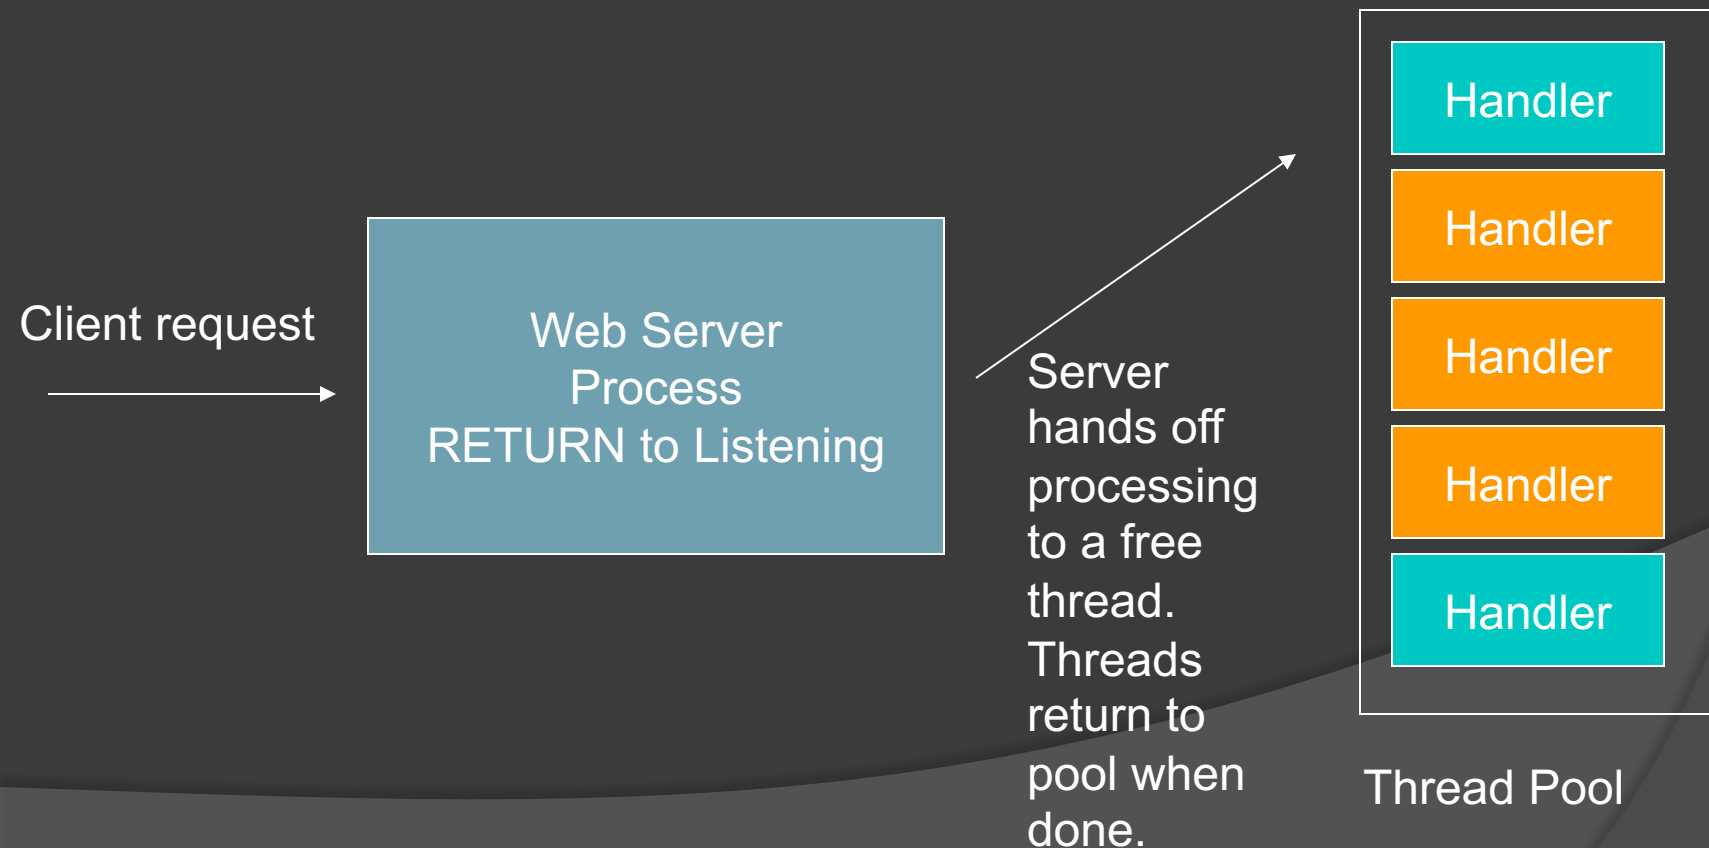 Client request
Web Server
Process
RETURN to Listening
Server
hands off
processing
to a free
thread.
Threads
return to
pool when
done.
Handler
Handler
Handler
Handler
Handler
Thread Pool